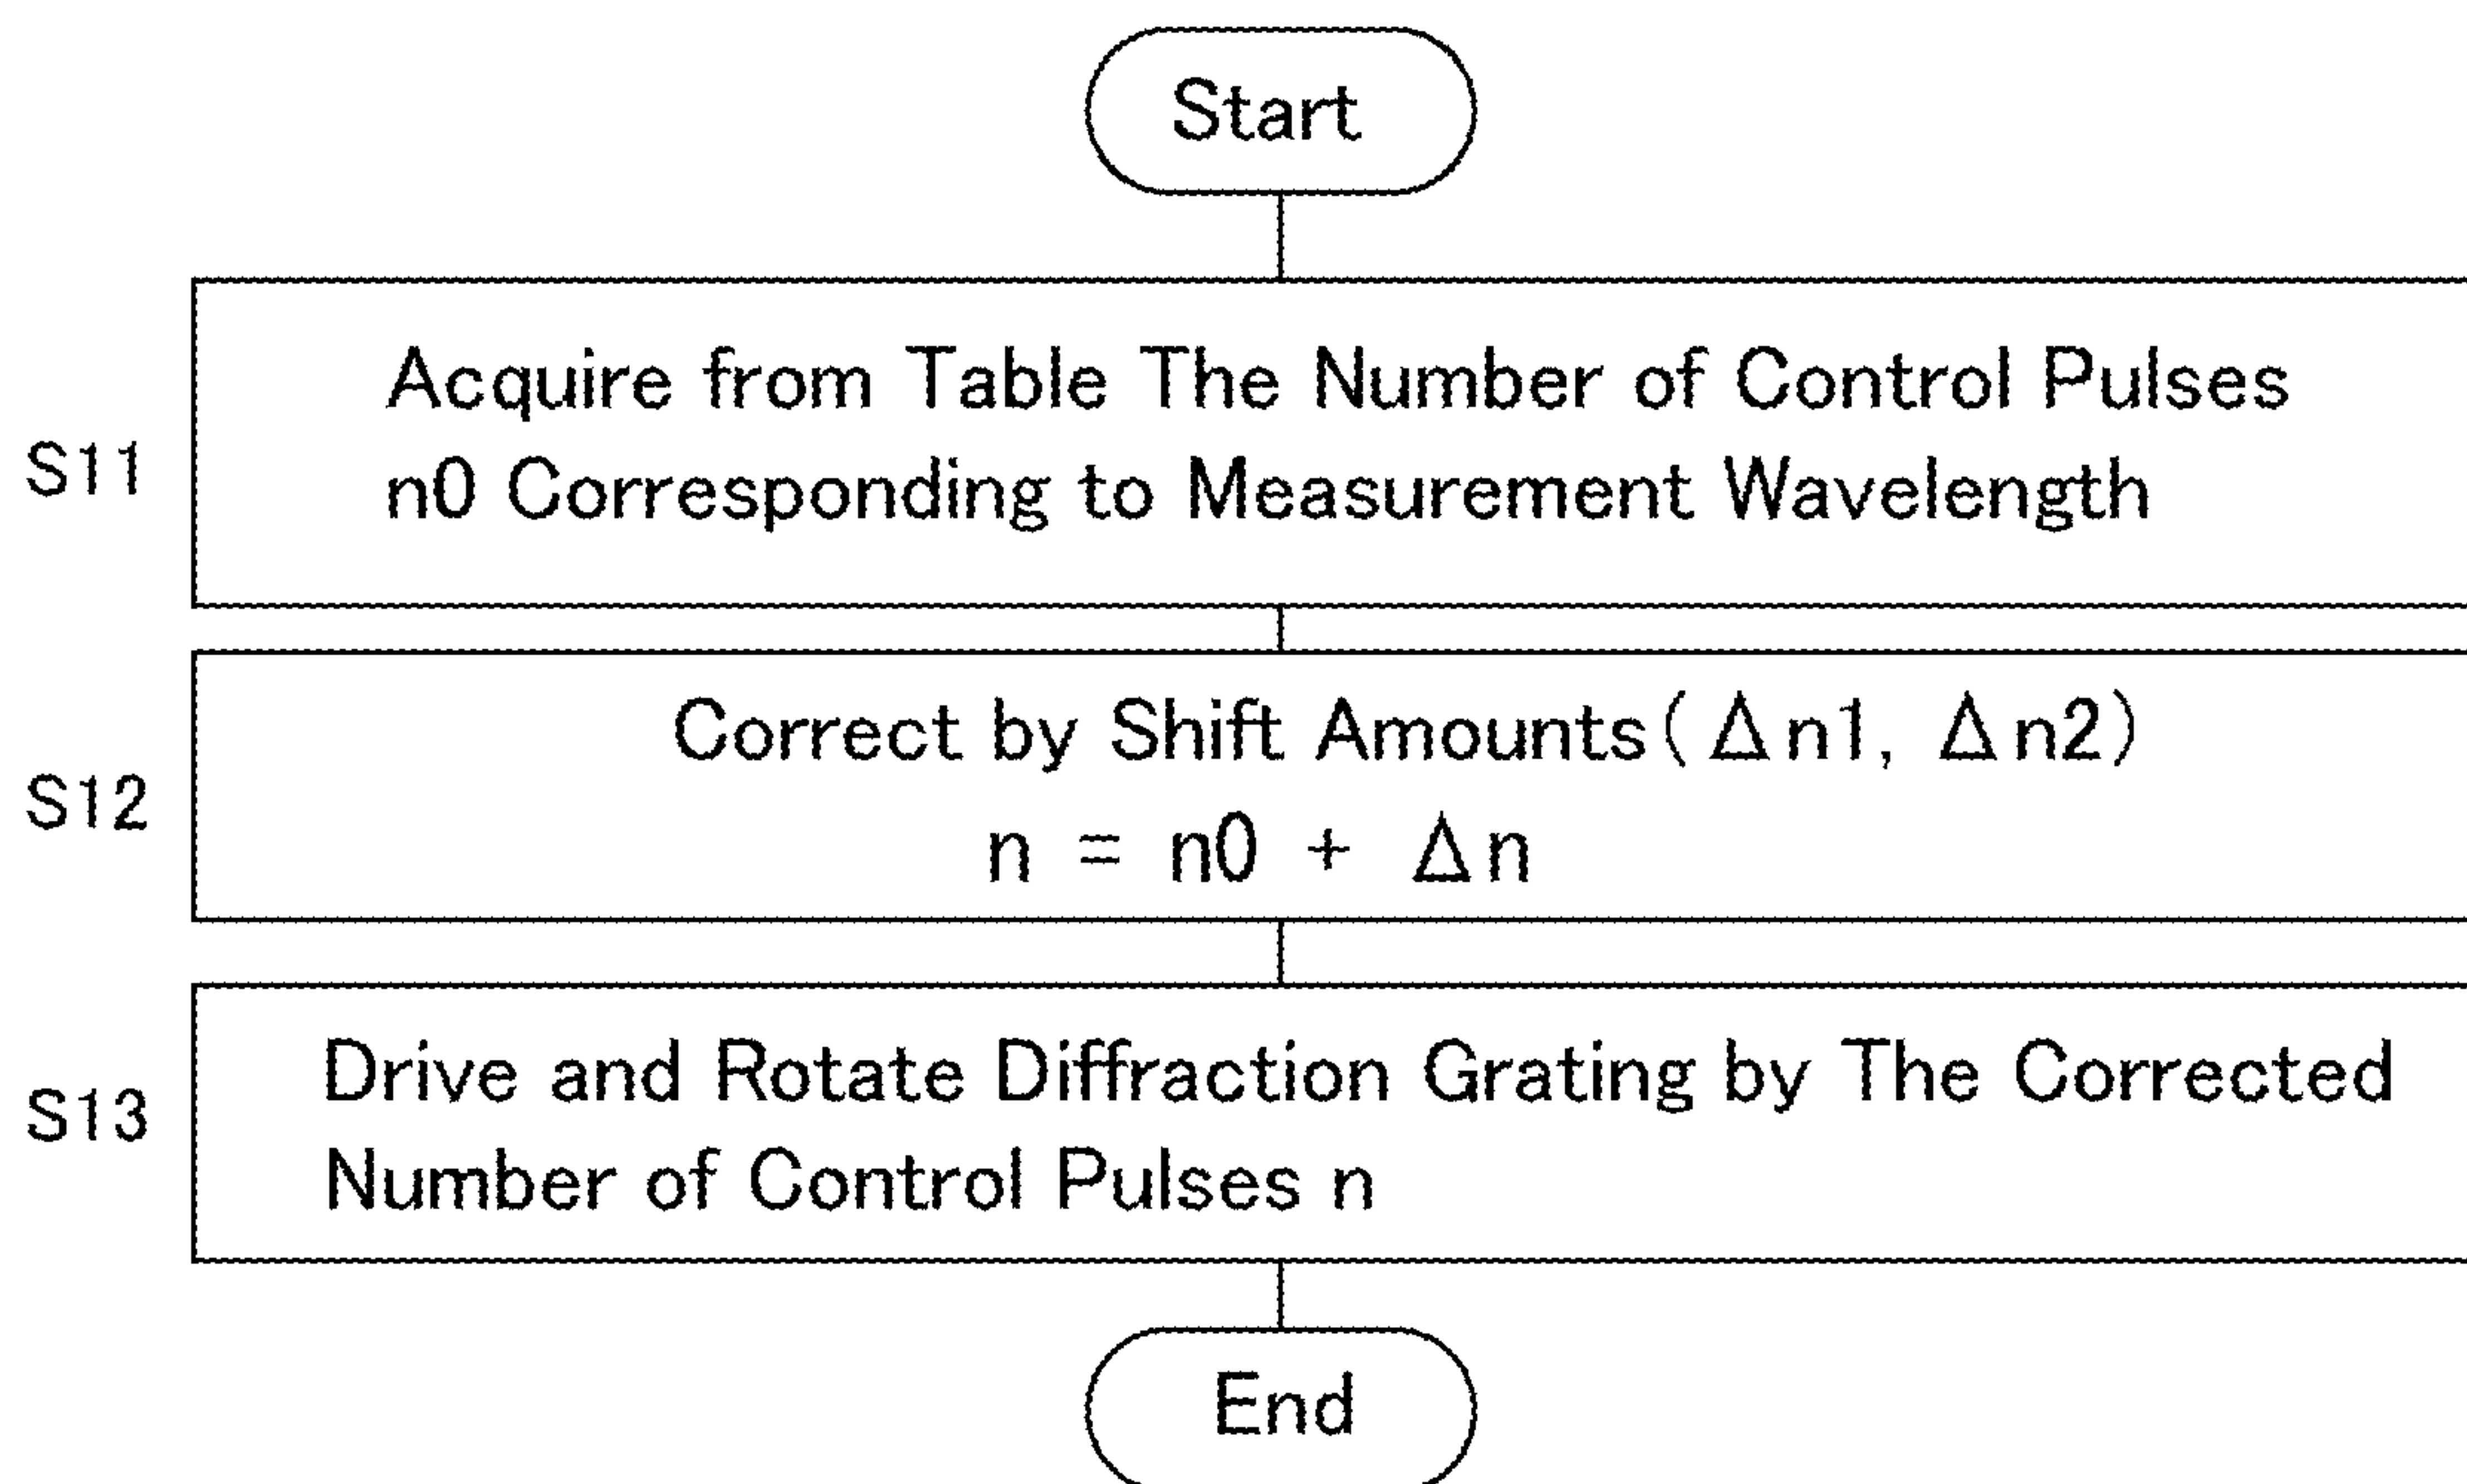 Start
S11
Acquire from Table The Number of Control Pulses
n0 Corresponding to Measurement Wavelength
S12
Correct by Shift Amounts(Δn1, Δn2)
n = n0 + Δn
S13
Drive and Rotate Diffraction Grating by The Corrected
Number of Control Pulses n
End